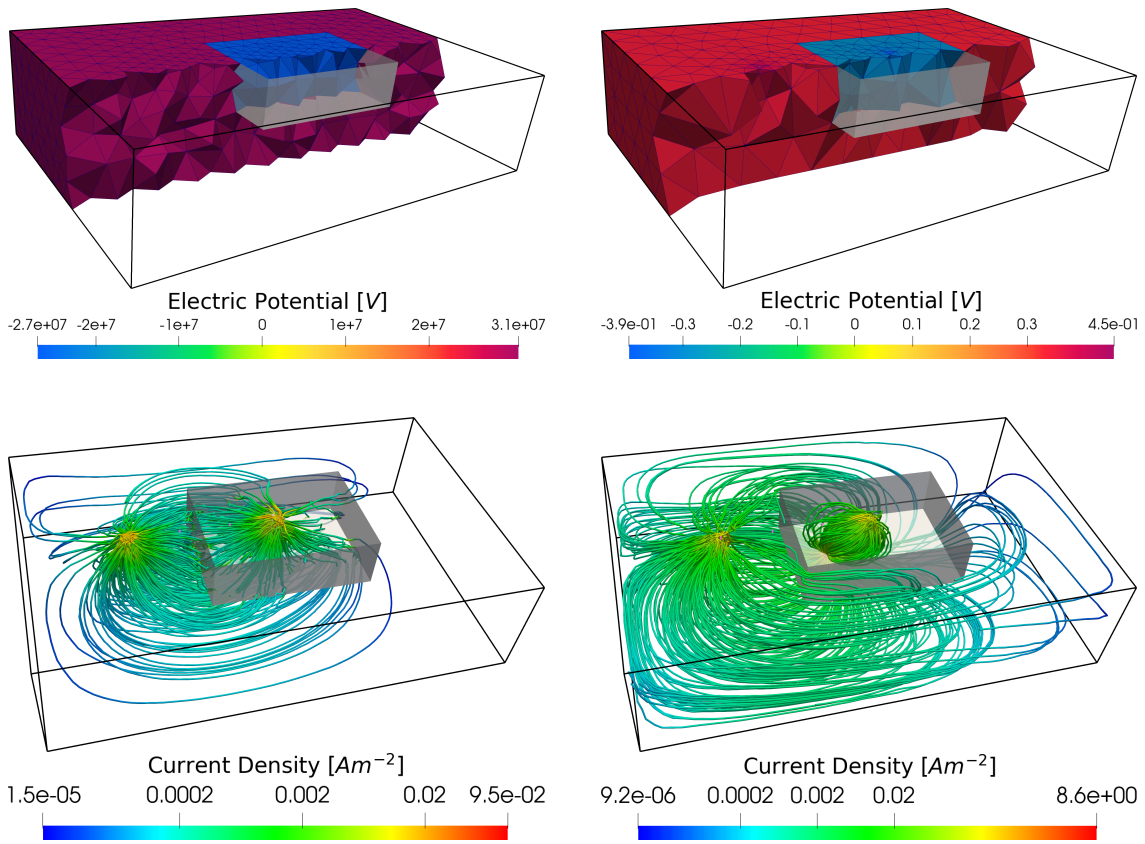 Electric Potential [V]
-2.7e+07 -2e+7 -1e+7 0 1e+7 2e+7 3.1e+07
Electric Potential [V]
-3.9e-01 -0.3 -0.2 -0.1 0 0.1 0.2 0.3 4.5e-01
Current Density [Am⁻²]
1.5e-05 0.0002 0.002 0.02 9.5e-02
Current Density [Am⁻²]
9.2e-06 0.0002 0.002 0.02 8.6e+00